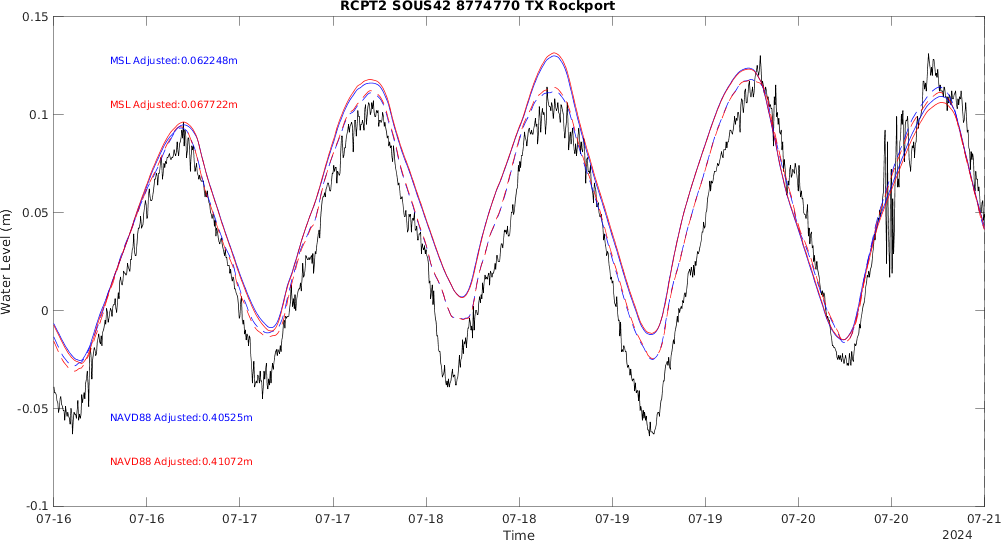 RCPT2 SOUS42 8774770 TX Rockport
0.15
MSL Adjusted:0.062248m
MSL Adjusted:0.067722m
0.1
0.05
Water Level (m)
0
-0.05
NAVD88 Adjusted:0.40525m
NAVD88 Adjusted:0.41072m
-0.1
07-16 07-16 07-17 07-17 07-18 07-18 07-19 07-19 07-20 07-20 07-21
Time
2024